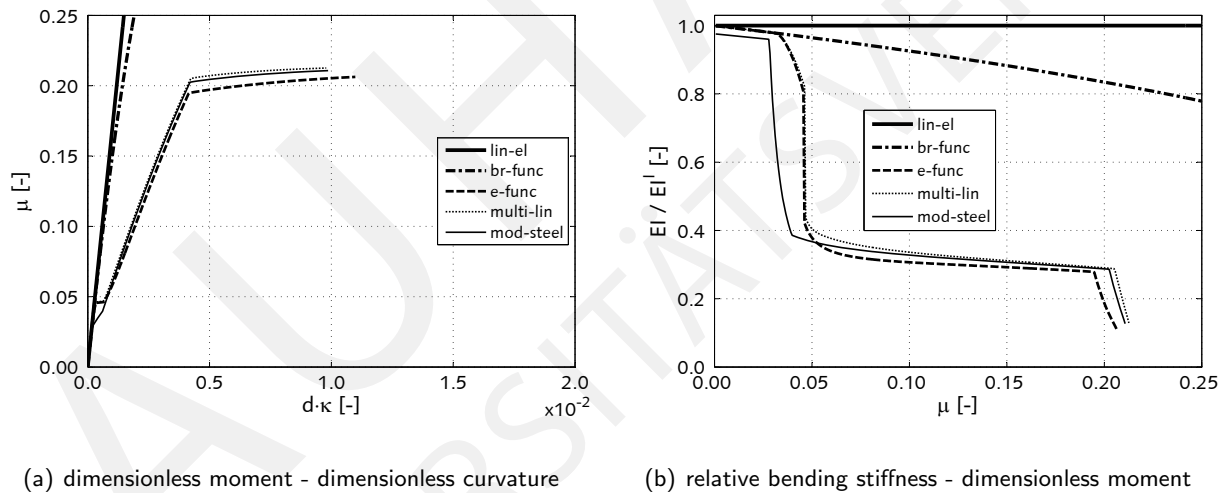 0.25
0.20
0.15
0.10
0.05
0.00
μ [-]
0.0
0.5
1.0
1.5
2.0
x10⁻²
d·κ [-]
lin-el
br-func
e-func
multi-lin
mod-steel
(a) dimensionless moment - dimensionless curvature
1.0
0.8
0.6
0.4
0.2
0.0
EI / EIᴵ [-]
0.00
0.05
0.10
0.15
0.20
0.25
μ [-]
lin-el
br-func
e-func
multi-lin
mod-steel
(b) relative bending stiffness - dimensionless moment